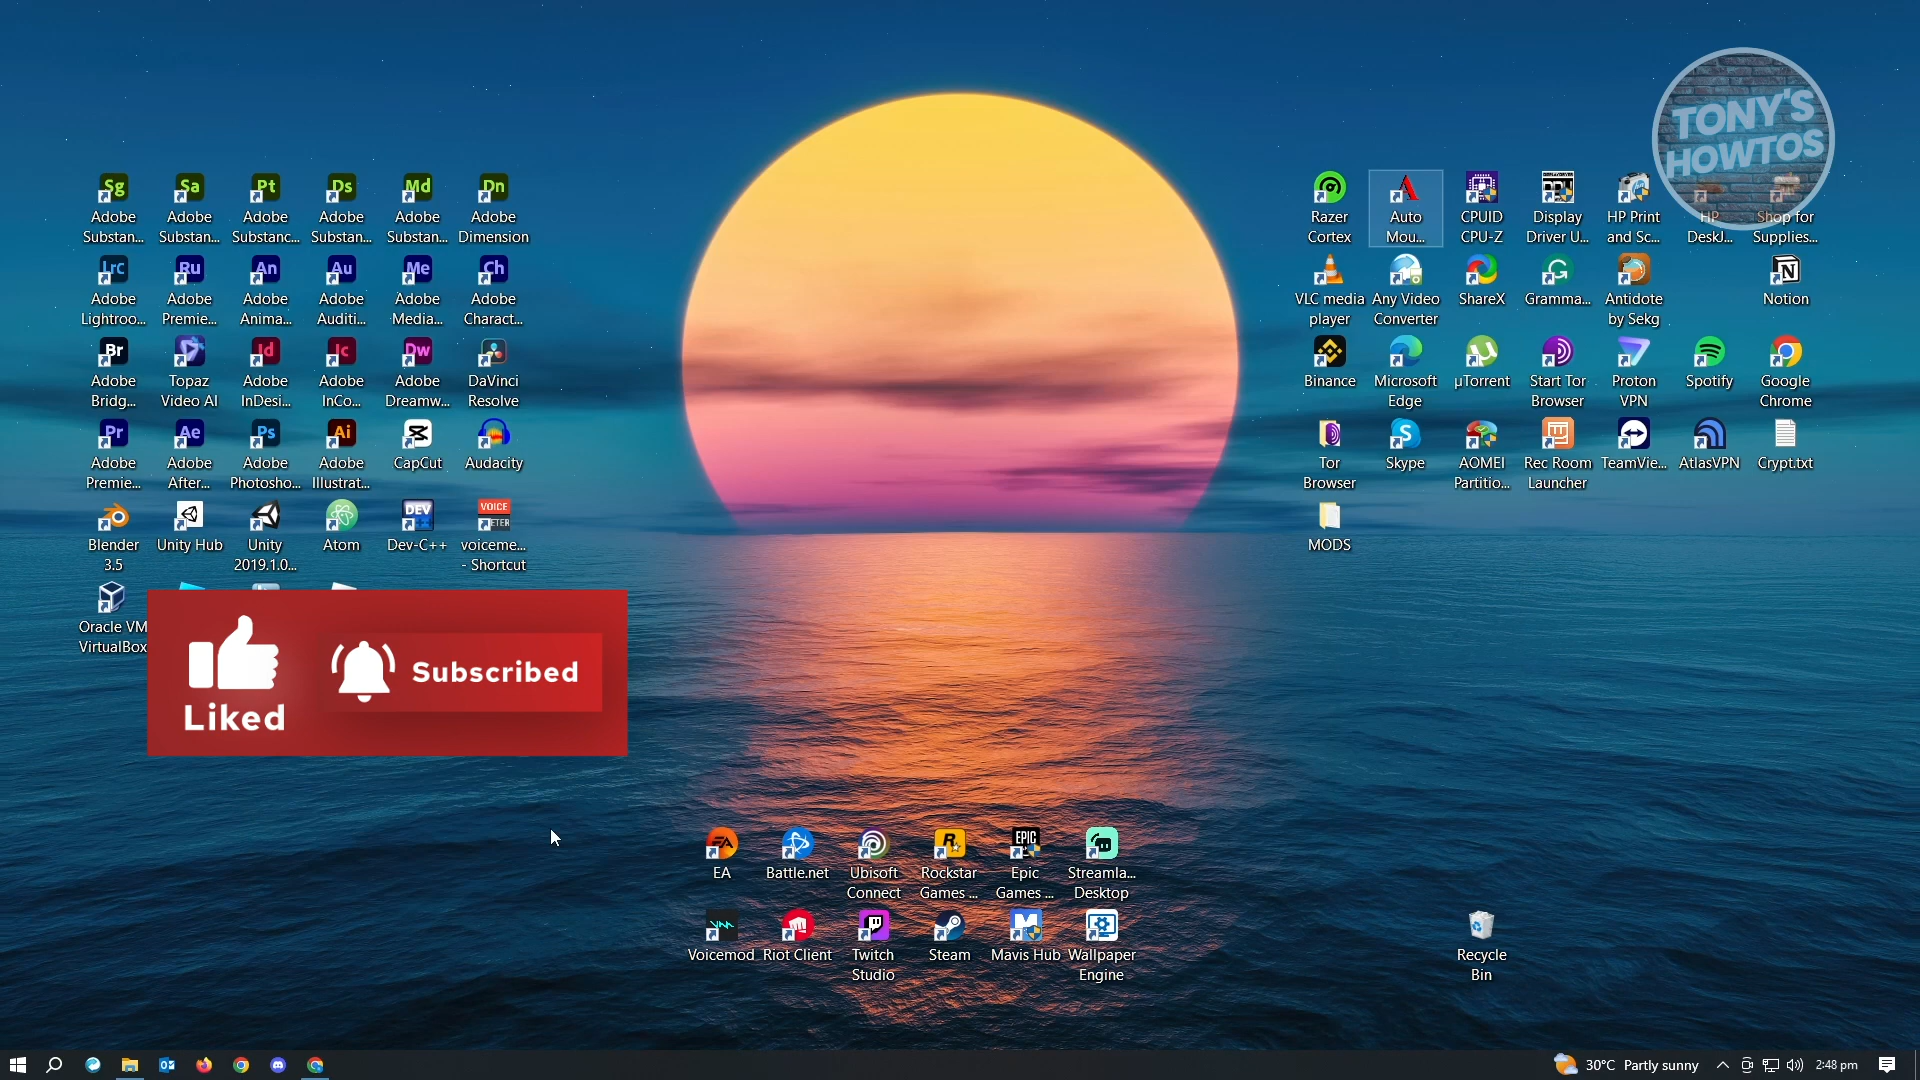 TONY'S
HOWTOS
Sg
Sa
Pt
Ds
Md
Dn
Adobe
Substan...
Adobe
Substan...
Adobe
Substanc...
Adobe
Substan...
Adobe
Substan...
Adobe
Dimension
Razer
Cortex
Auto
Mou...
CPUID
CPU-Z
Display
Driver U...
HP Print
and Sc...
HP
DeskJ...
Shop for
Supplies...
LrC
Ru
An
Au
Me
Ch
Adobe
Lightroo...
Adobe
Premie...
Adobe
Anima...
Adobe
Auditi...
Adobe
Media...
Adobe
Charact...
VLC media
player
Any Video
Converter
ShareX
Gramma...
Antidote
by Sekg
Notion
Br
Id
Ic
Dw
Adobe
Bridg...
Topaz
Video AI
Adobe
InDesi...
Adobe
InCo...
Adobe
Dreamw...
DaVinci
Resolve
Binance
Microsoft
Edge
µTorrent
Start Tor
Browser
Proton
VPN
Spotify
Google
Chrome
Pr
Ae
Ps
Ai
Adobe
Premie...
Adobe
After...
Adobe
Photosho...
Adobe
Illustrat...
CapCut
Audacity
Tor
Browser
Skype
AOMEI
Partitio...
Rec Room
Launcher
TeamVie...
AtlasVPN
Crypt.txt
DEV
VOICE
Blender
3.5
Unity Hub
Unity
2019.1.0...
Atom
Dev-C++
voiceme...
- Shortcut
MODS
Oracle VM
VirtualBox
Liked
Subscribed
EA
Battle.net
Ubisoft
Connect
Rockstar
Games ...
EPIC
Epic
Games ...
Streamla...
Desktop
Voicemod
Riot Client
Twitch
Studio
Steam
Mavis Hub
Wallpaper
Engine
Recycle
Bin
30°C Partly sunny
2:48 pm